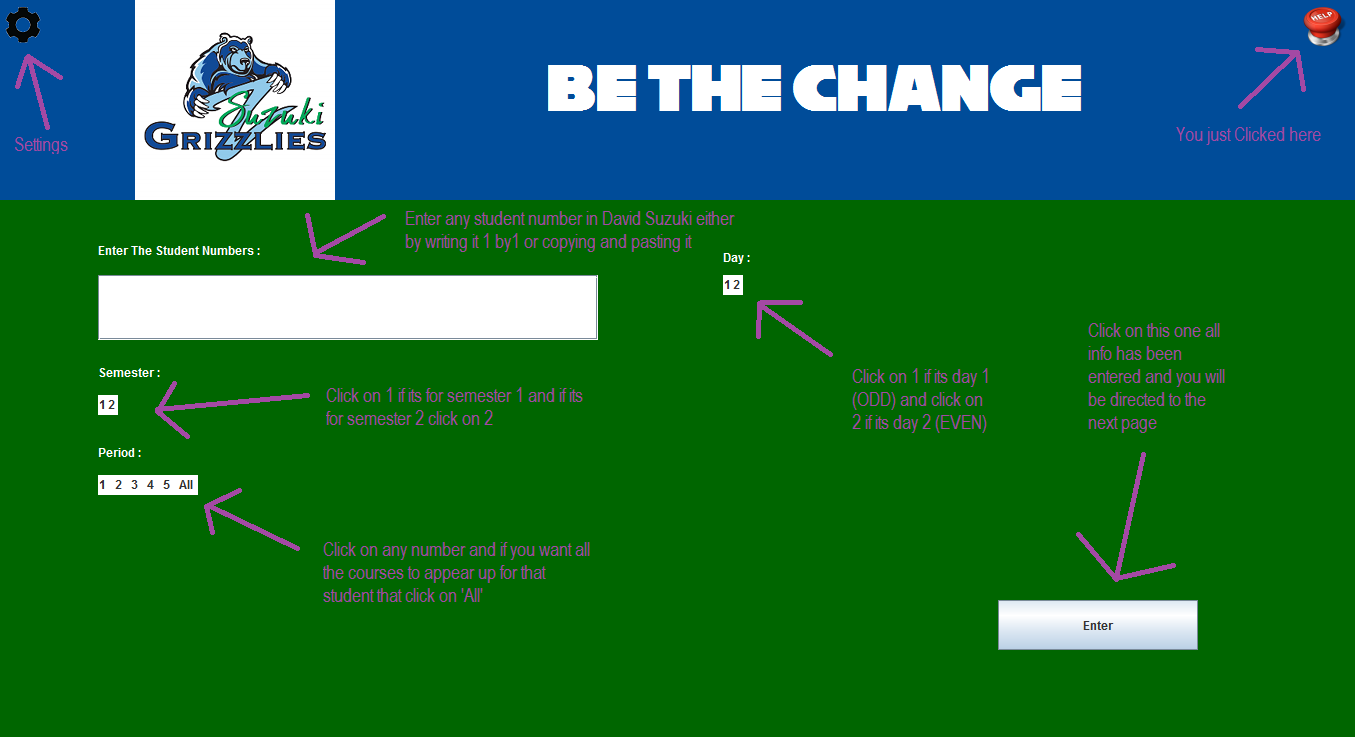 HELP
BE THE CHANGE
Suzuki
GRIZZLIES
Settings
You just Clicked here
Enter any student number in David Suzuki either
by writing it 1 by1 or copying and pasting it
Enter The Student Numbers :
Day :
1 2
Click on this one all
info has been
entered and you will
be directed to the
next page
Semester :
1 2
Click on 1 if its for semester 1 and if its
for semester 2 click on 2
Click on 1 if its day 1
(ODD) and click on
2 if its day 2 (EVEN)
Period :
1 2 3 4 5 All
Click on any number and if you want all
the courses to appear up for that
student that click on 'All'
Enter